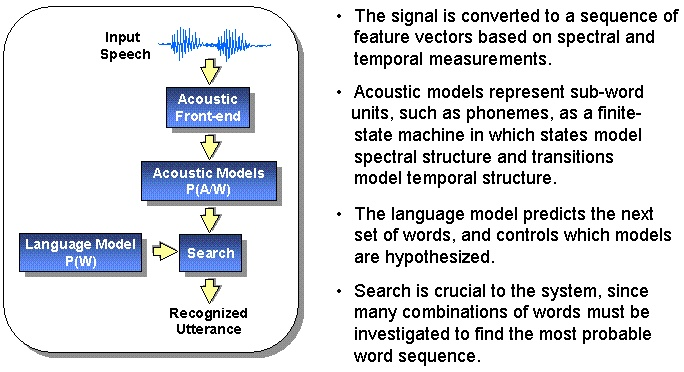 Input
Speech
Acoustic
Front-end
Acoustic Models
P(A/W)
Language Model
P(W)
Search
Recognized
Utterance
• The signal is converted to a sequence of
feature vectors based on spectral and
temporal measurements.
• Acoustic models represent sub-word
units, such as phonemes, as a finite-
state machine in which states model
spectral structure and transitions
model temporal structure.
• The language model predicts the next
set of words, and controls which models
are hypothesized.
• Search is crucial to the system, since
many combinations of words must be
investigated to find the most probable
word sequence.